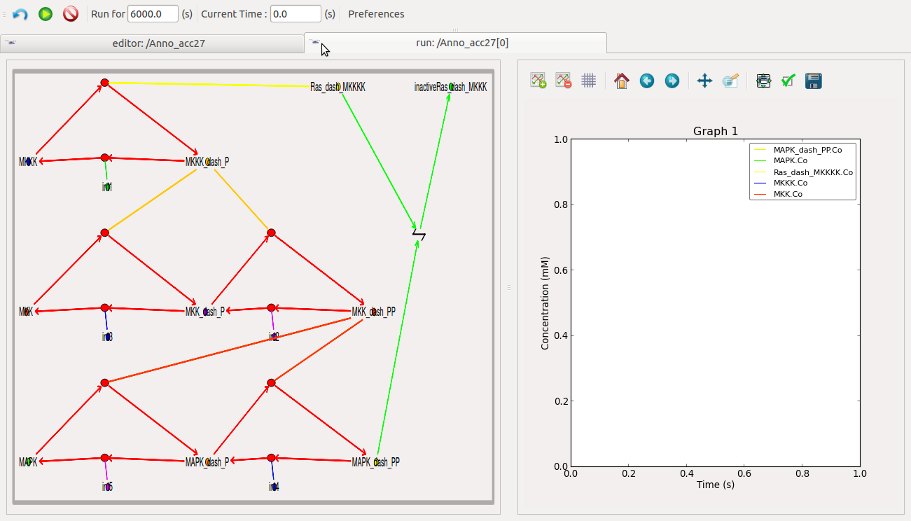 Run for 6000.0 (s) Current Time : 0.0 (s) Preferences
editor: /Anno_acc27
run: /Anno_acc27[0]
Ras_dash_MKKKK
inactiveRas_dash_MKKK
MKKK
MKKK_dash_P
int1
MKK
MKK_dash_P
MKK_dash_PP
int3
int2
MAPK
MAPK_dash_P
MAPK_dash_PP
int5
int4
Graph 1
MAPK_dash_PP.Co
MAPK.Co
Ras_dash_MKKKK.Co
MKKK.Co
MKK.Co
Concentration (mM)
1.0
0.8
0.6
0.4
0.2
0.0
0.0 0.2 0.4 0.6 0.8 1.0
Time (s)